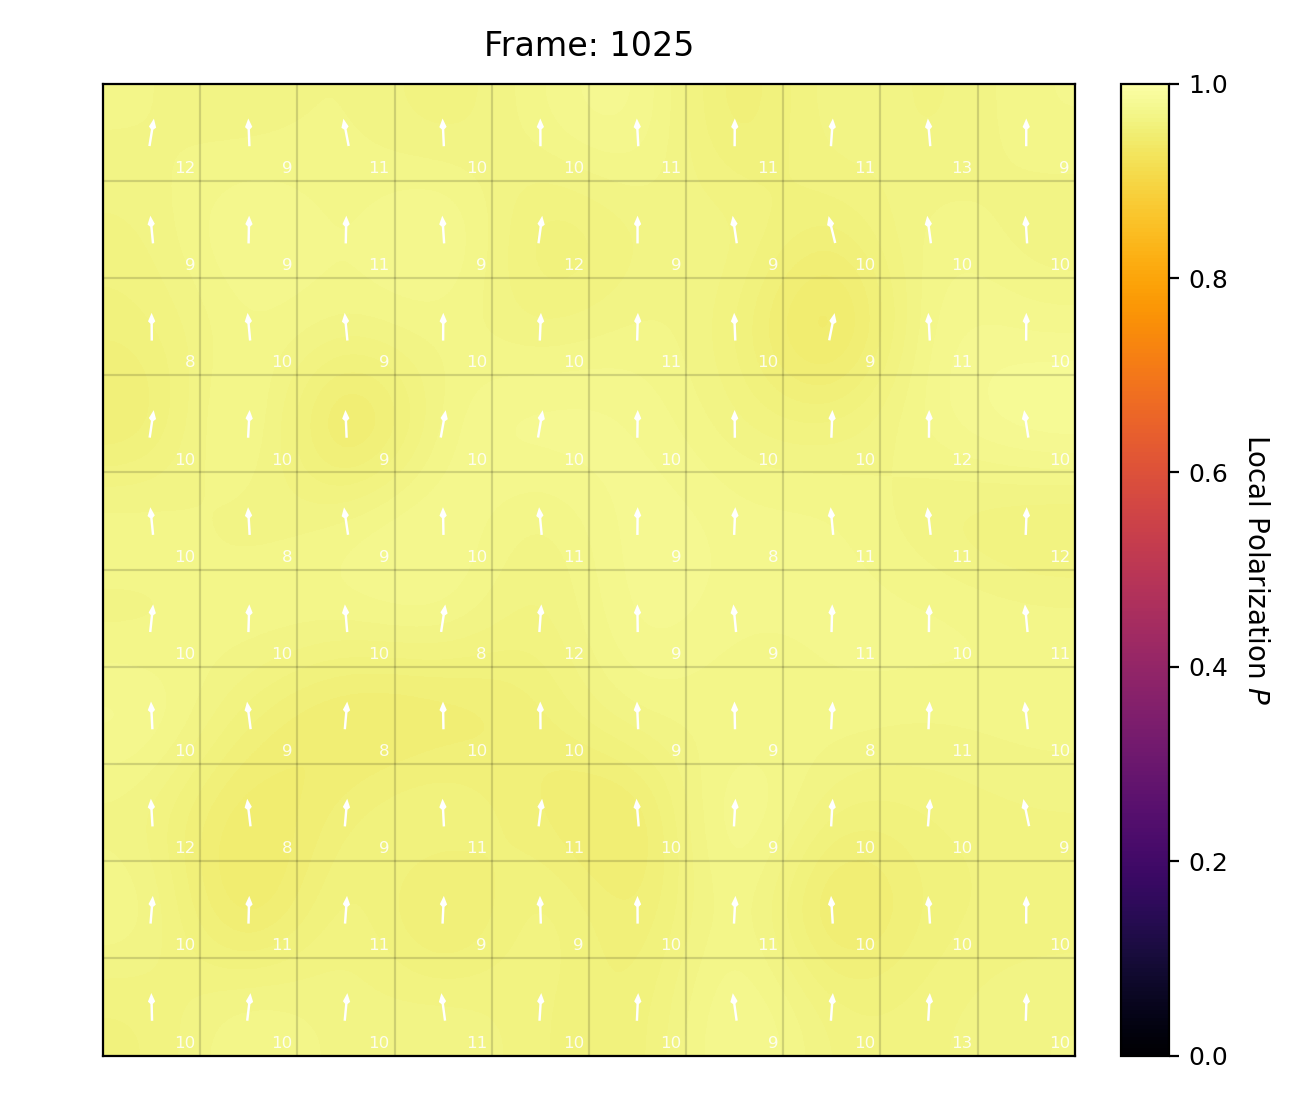 Frame: 1025
12 9 11 10 10 11 11 11 13 9
9 9 11 9 12 9 9 10 10 10
8 10 9 10 10 11 10 9 11 10
10 10 9 10 10 10 10 10 12 10
10 8 9 10 11 9 8 11 11 12
10 10 10 8 12 9 9 11 10 11
10 9 8 10 10 9 9 8 11 10
12 8 9 11 11 10 9 10 10 9
10 11 11 9 9 10 11 10 10 10
10 10 10 11 10 10 9 10 13 10
1.0
0.8
0.6
0.4
0.2
0.0
Local Polarization P